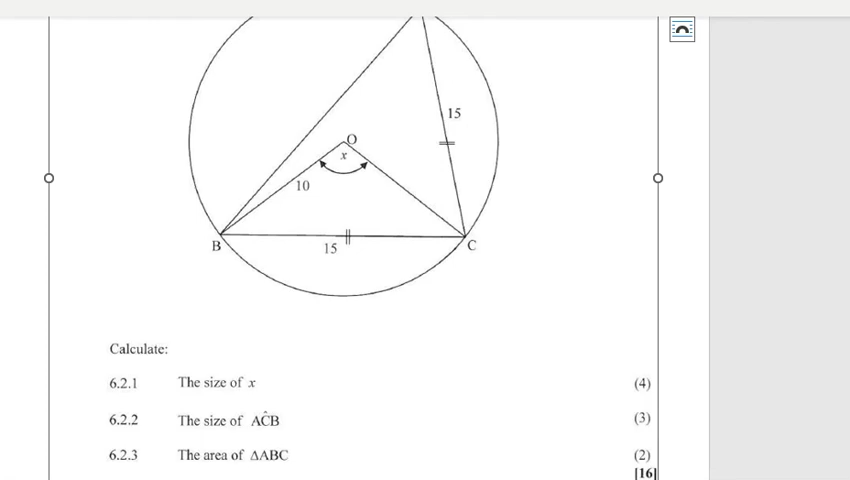 15
O
x
10
B
15
C
Calculate:
6.2.1 The size of x (4)
6.2.2 The size of AĈB (3)
6.2.3 The area of ΔABC (2)
[16]